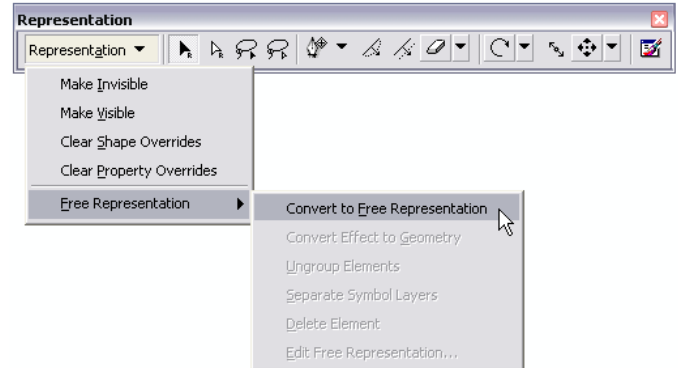 Representation
Representation
Make Invisible
Make Visible
Clear Shape Overrides
Clear Property Overrides
Free Representation
Convert to Free Representation
Convert Effect to Geometry
Ungroup Elements
Separate Symbol Layers
Delete Element
Edit Free Representation...